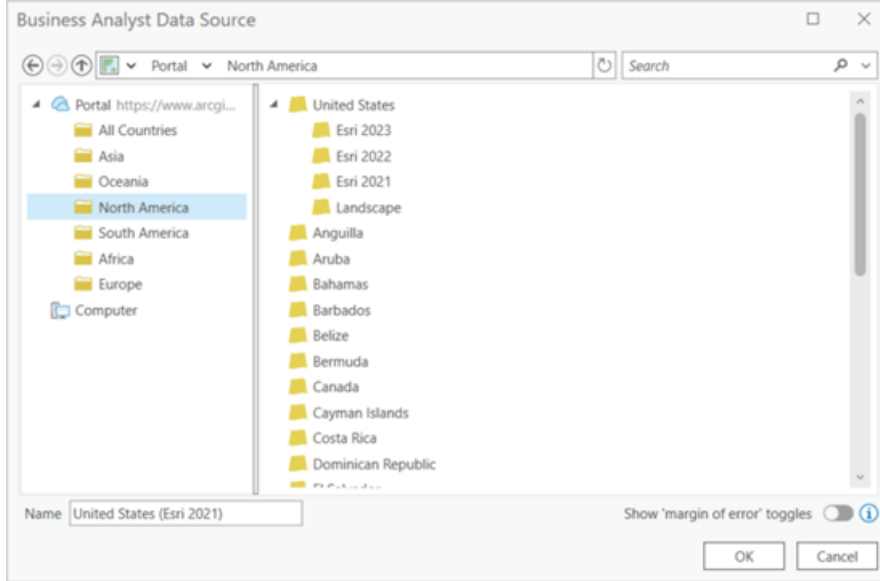 Business Analyst Data Source
Portal North America
Search
Portal https://www.arcgi...
All Countries
Asia
Oceania
North America
South America
Africa
Europe
Computer
United States
Esri 2023
Esri 2022
Esri 2021
Landscape
Anguilla
Aruba
Bahamas
Barbados
Belize
Bermuda
Canada
Cayman Islands
Costa Rica
Dominican Republic
Name United States (Esri 2021)
Show 'margin of error' toggles
OK Cancel